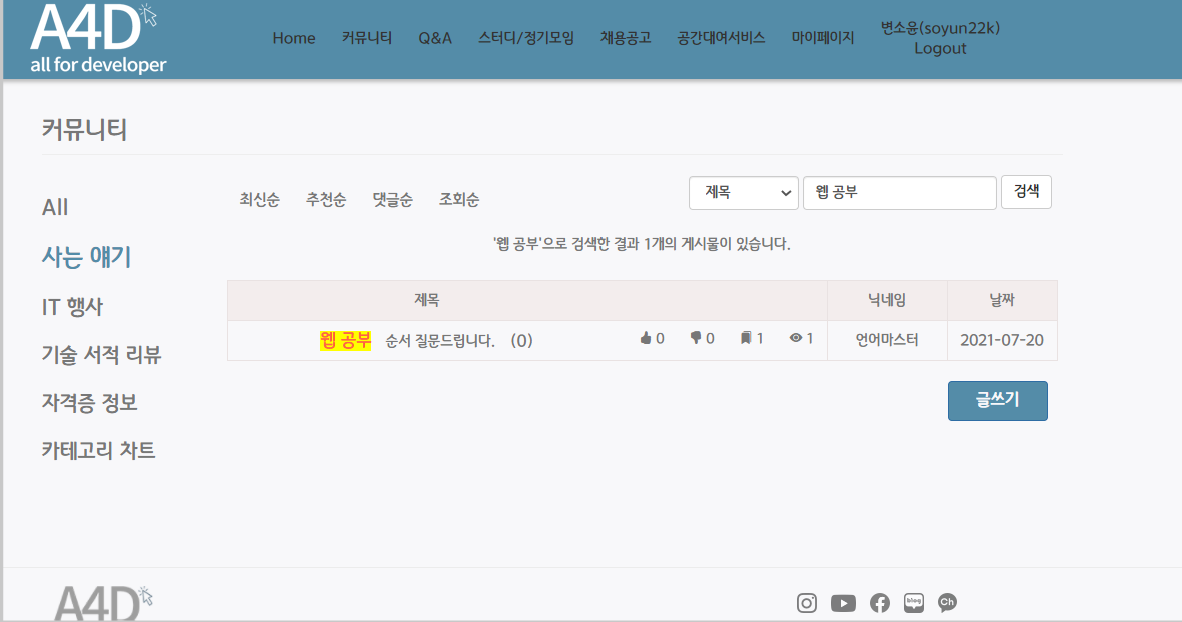 A4D
all for developer
Home 커뮤니티 Q&A 스터디/정기모임 채용공고 공간대여서비스 마이페이지 변소윤(soyun22k)
Logout
커뮤니티
All
사는 얘기
IT 행사
기술 서적 리뷰
자격증 정보
카테고리 차트
최신순 추천순 댓글순 조회순 제목 웹 공부 검색
'웹 공부'으로 검색한 결과 1개의 게시물이 있습니다.
제목 닉네임 날짜
웹 공부 순서 질문드립니다. (0) 0 0 1 1 언어마스터 2021-07-20
글쓰기
A4D
blog
Ch